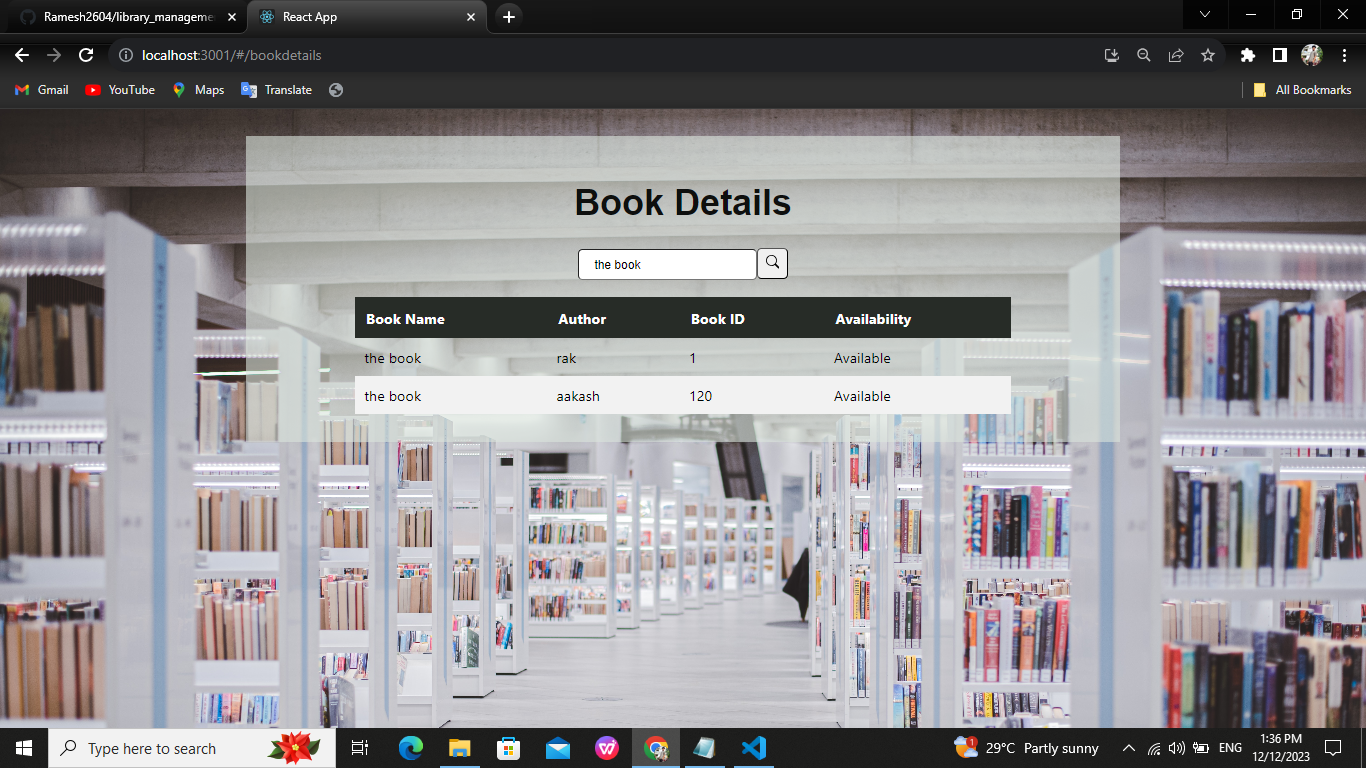 Ramesh2604/library_manageme
React App
localhost:3001/#/bookdetails
Gmail
YouTube
Maps
Translate
All Bookmarks
Book Details
the book
Book Name Author Book ID Availability
the book rak 1 Available
the book aakash 120 Available
Type here to search
1
29°C Partly sunny
ENG
1:36 PM
12/12/2023